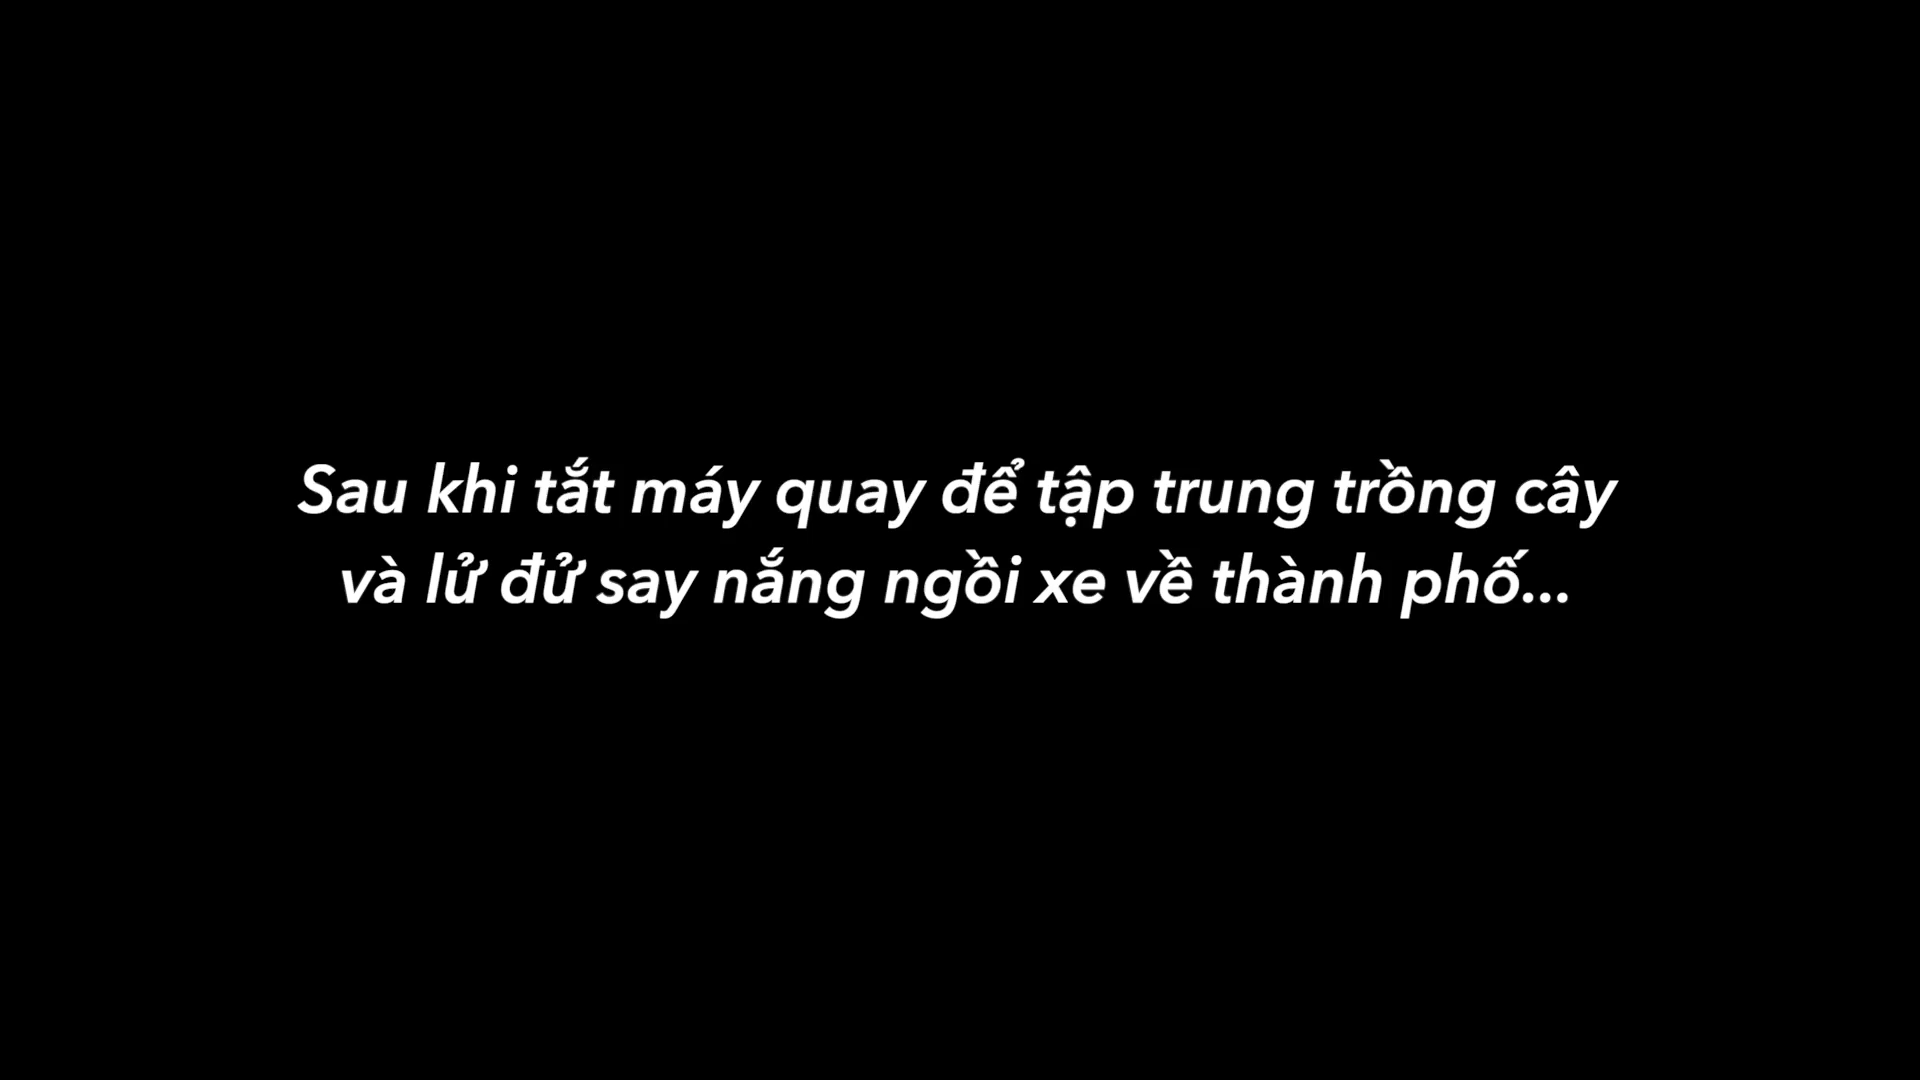 Sau khi tắt máy quay để tập trung trồng cây
và lử đử say nắng ngồi xe về thành phố...